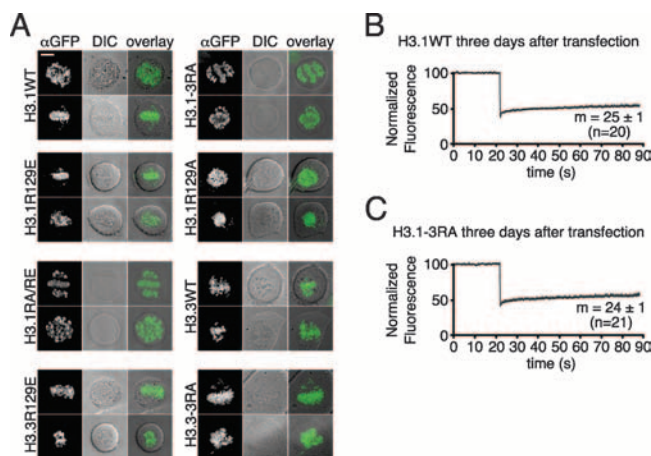 A
αGFP DIC overlay
αGFP DIC overlay
H3.1WT
H3.1-3RA
H3.1R129E
H3.1R129A
H3.1RA/RE
H3.3WT
H3.3R129E
H3.3-3RA
B
H3.1WT three days after transfection
Normalized
Fluorescence
100
50
0
m = 25 ± 1
(n=20)
0 10 20 30 40 50 60 70 80 90
time (s)
C
H3.1-3RA three days after transfection
Normalized
Fluorescence
100
50
0
m = 24 ± 1
(n=21)
0 10 20 30 40 50 60 70 80 90
time (s)